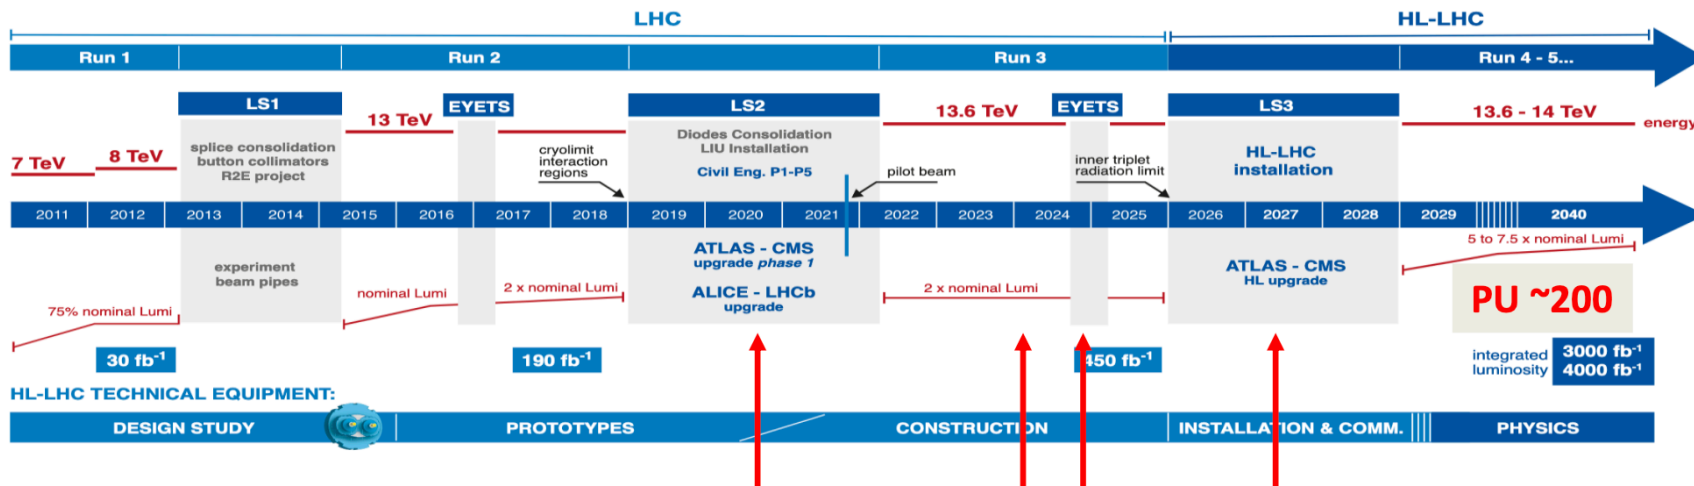 LHC
HL-LHC
Run 1
Run 2
Run 3
Run 4 - 5...
LS1
EYETS
LS2
EYETS
LS3
7 TeV
8 TeV
13 TeV
13.6 TeV
13.6 - 14 TeV
energy
splice consolidation
button collimators
R2E project
cryolimit
interaction
regions
Diodes Consolidation
LIU Installation
Civil Eng. P1-P5
pilot beam
inner triplet
radiation limit
HL-LHC
installation
2011
2012
2013
2014
2015
2016
2017
2018
2019
2020
2021
2022
2023
2024
2025
2026
2027
2028
2029
2040
experiment
beam pipes
75% nominal Lumi
nominal Lumi
2 x nominal Lumi
ATLAS - CMS
upgrade phase 1
ALICE - LHCb
upgrade
2 x nominal Lumi
ATLAS - CMS
HL upgrade
5 to 7.5 x nominal Lumi
PU ~200
30 fb⁻¹
190 fb⁻¹
450 fb⁻¹
integrated
luminosity
3000 fb⁻¹
4000 fb⁻¹
HL-LHC TECHNICAL EQUIPMENT:
DESIGN STUDY
PROTOTYPES
CONSTRUCTION
INSTALLATION & COMM.
PHYSICS